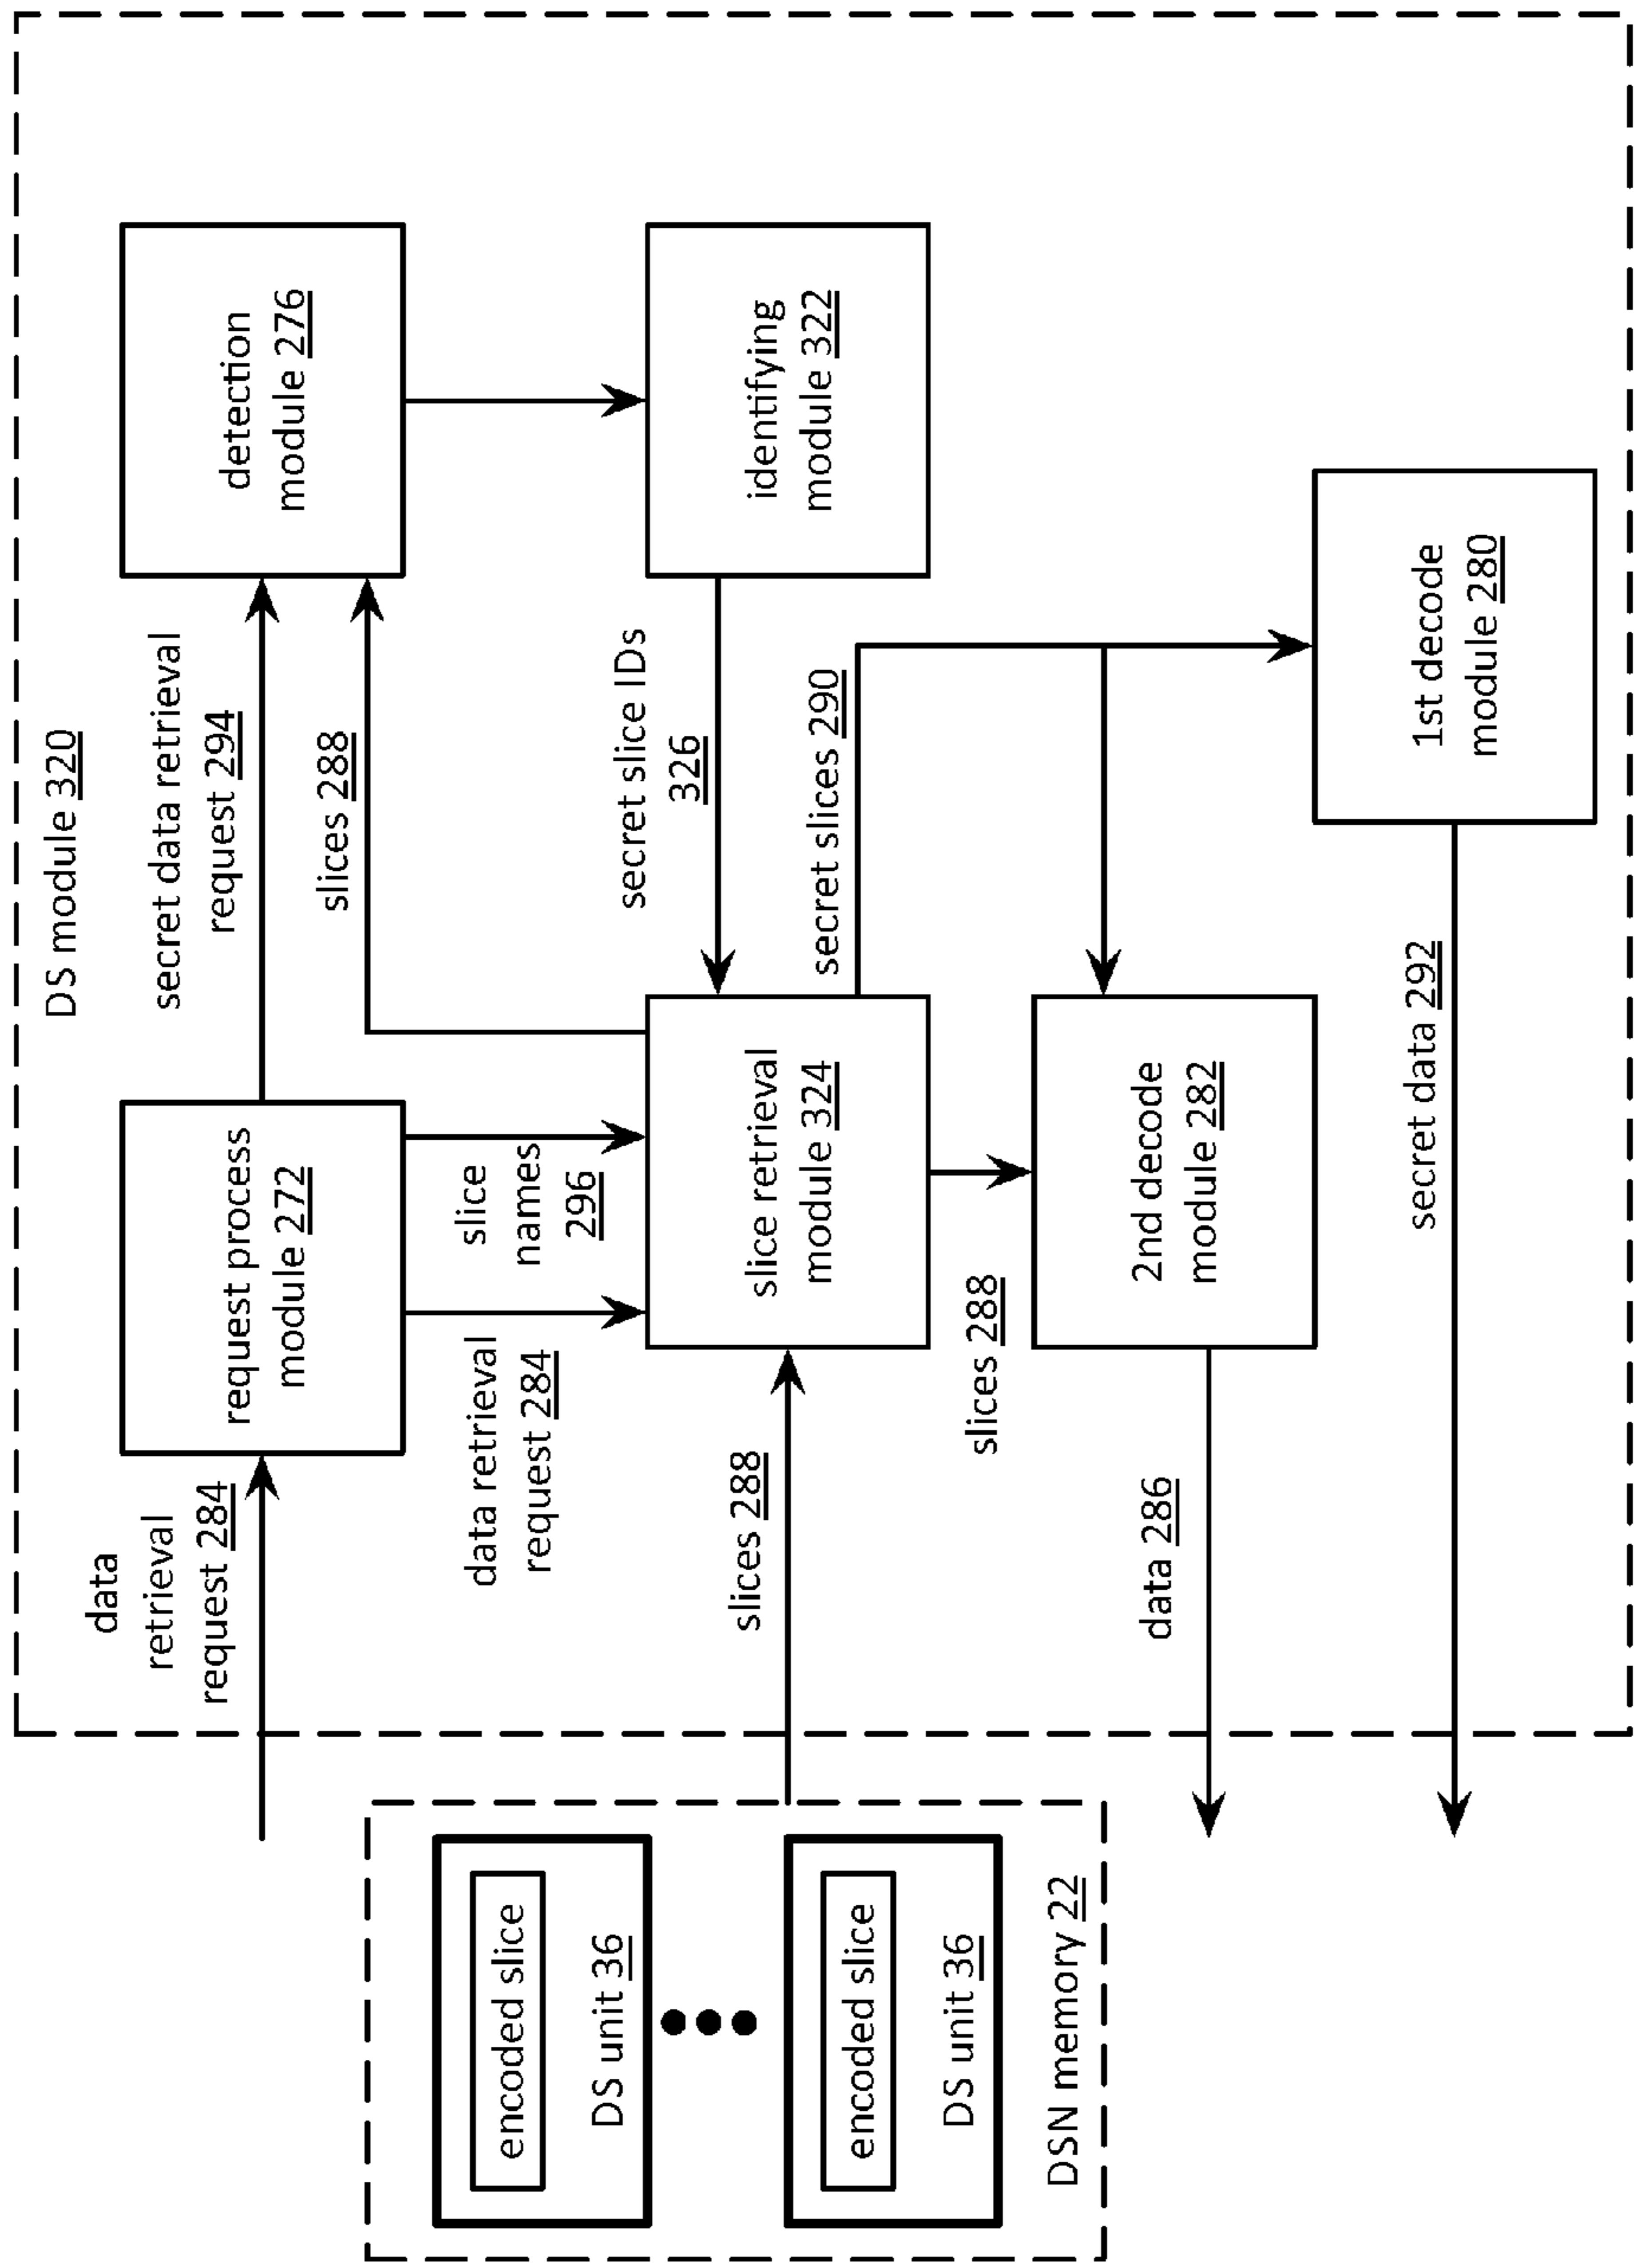 DS module 320
data
retrieval
request 284
request process
module 272
secret data retrieval
request 294
detection
module 276
slices 288
data retrieval
request 284
slice
names
296
secret slice IDs
326
identifying
module 322
encoded slice
DS unit 36
encoded slice
DS unit 36
DSN memory 22
slices 288
slice retrieval
module 324
secret slices 290
slices 288
2nd decode
module 282
data 286
1st decode
module 280
secret data 292